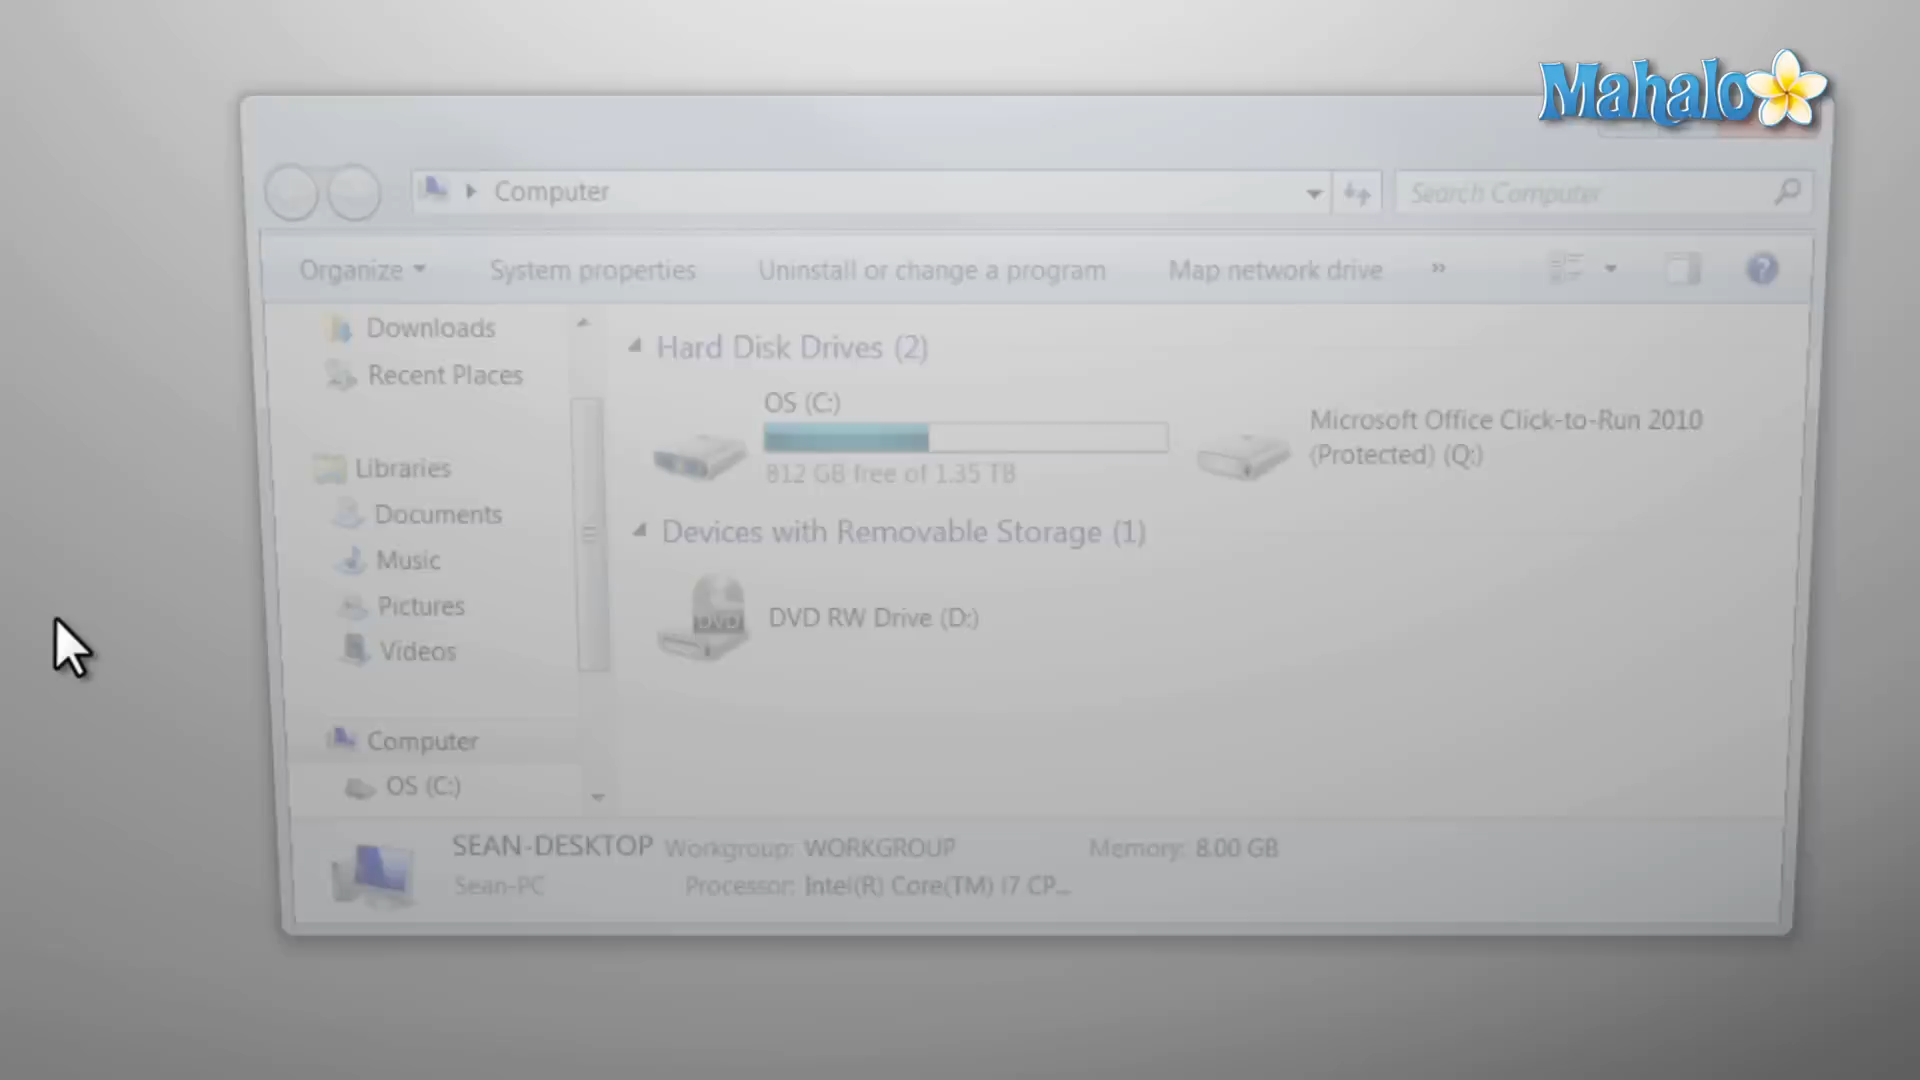 Mahalo
Computer
Search Computer
Organize
System properties
Uninstall or change a program
Map network drive
»
?
Downloads
Recent Places
Libraries
Documents
Music
Pictures
Videos
Computer
OS (C:)
Hard Disk Drives (2)
OS (C:)
812 GB free of 1.35 TB
Microsoft Office Click-to-Run 2010
(Protected) (Q:)
Devices with Removable Storage (1)
DVD
DVD RW Drive (D:)
SEAN-DESKTOP Workgroup: WORKGROUP Memory: 8.00 GB
Sean-PC Processor: Intel(R) Core(TM) i7 CP...